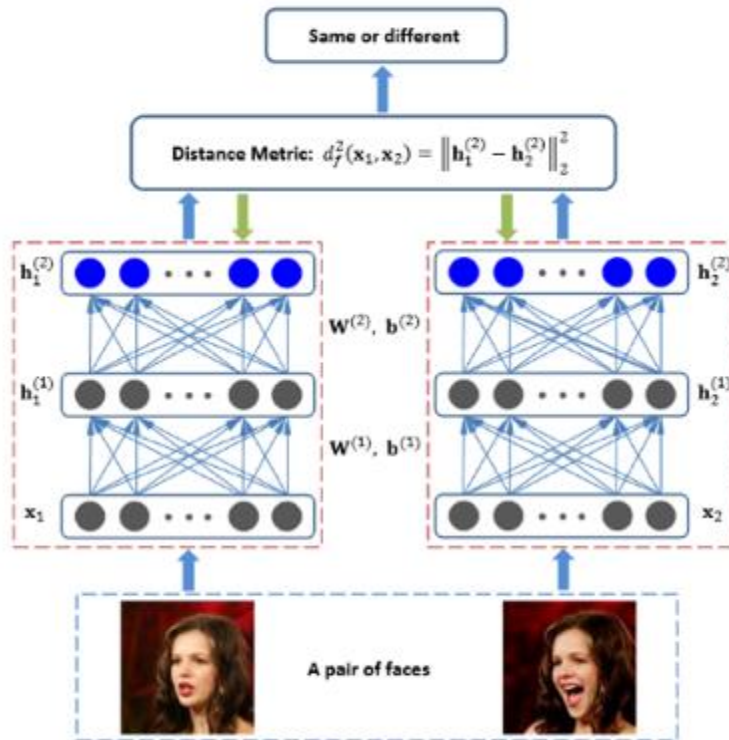 Same or different
Distance Metric: d_f^2(x_1, x_2) = ‖h_1^{(2)} − h_2^{(2)}‖_2^2
h_1^{(2)} h_2^{(2)}
W^{(2)}, b^{(2)}
h_1^{(1)} h_2^{(1)}
W^{(1)}, b^{(1)}
x_1 x_2
A pair of faces